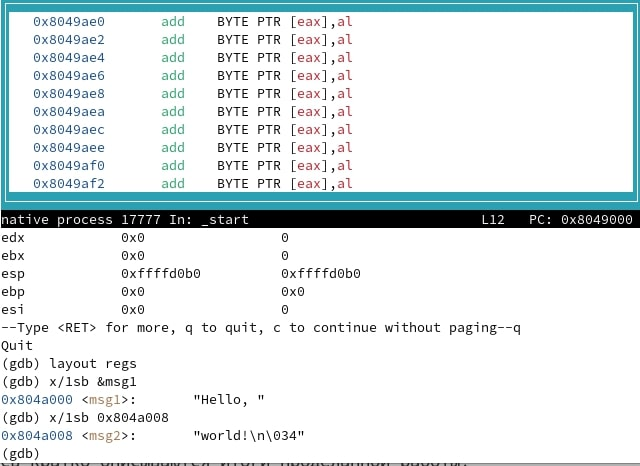 0x8049ae0 add BYTE PTR [eax],al
0x8049ae2 add BYTE PTR [eax],al
0x8049ae4 add BYTE PTR [eax],al
0x8049ae6 add BYTE PTR [eax],al
0x8049ae8 add BYTE PTR [eax],al
0x8049aea add BYTE PTR [eax],al
0x8049aec add BYTE PTR [eax],al
0x8049aee add BYTE PTR [eax],al
0x8049af0 add BYTE PTR [eax],al
0x8049af2 add BYTE PTR [eax],al
native process 17777 In: _start L12 PC: 0x8049000
edx 0x0 0
ebx 0x0 0
esp 0xffffd0b0 0xffffd0b0
ebp 0x0 0x0
esi 0x0 0
--Type <RET> for more, q to quit, c to continue without paging--q
Quit
(gdb) layout regs
(gdb) x/1sb &msg1
0x804a000 <msg1>: "Hello, "
(gdb) x/1sb 0x804a008
0x804a008 <msg2>: "world!\n\034"
(gdb)